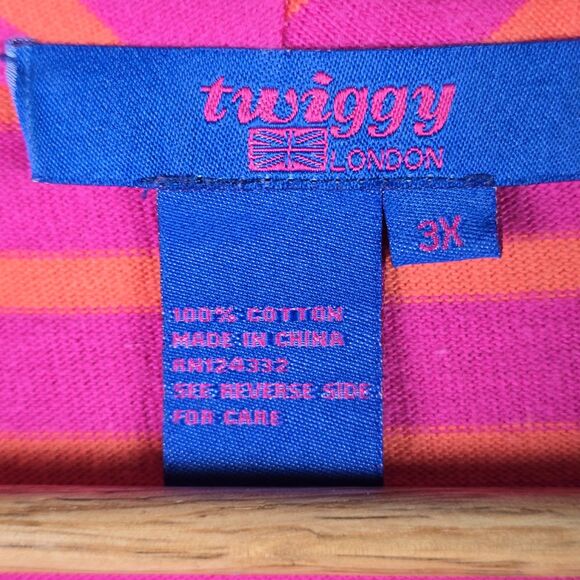 twiggy
LONDON
3X
100% COTTON
MADE IN CHINA
RN124332
SEE REVERSE SIDE
FOR CARE